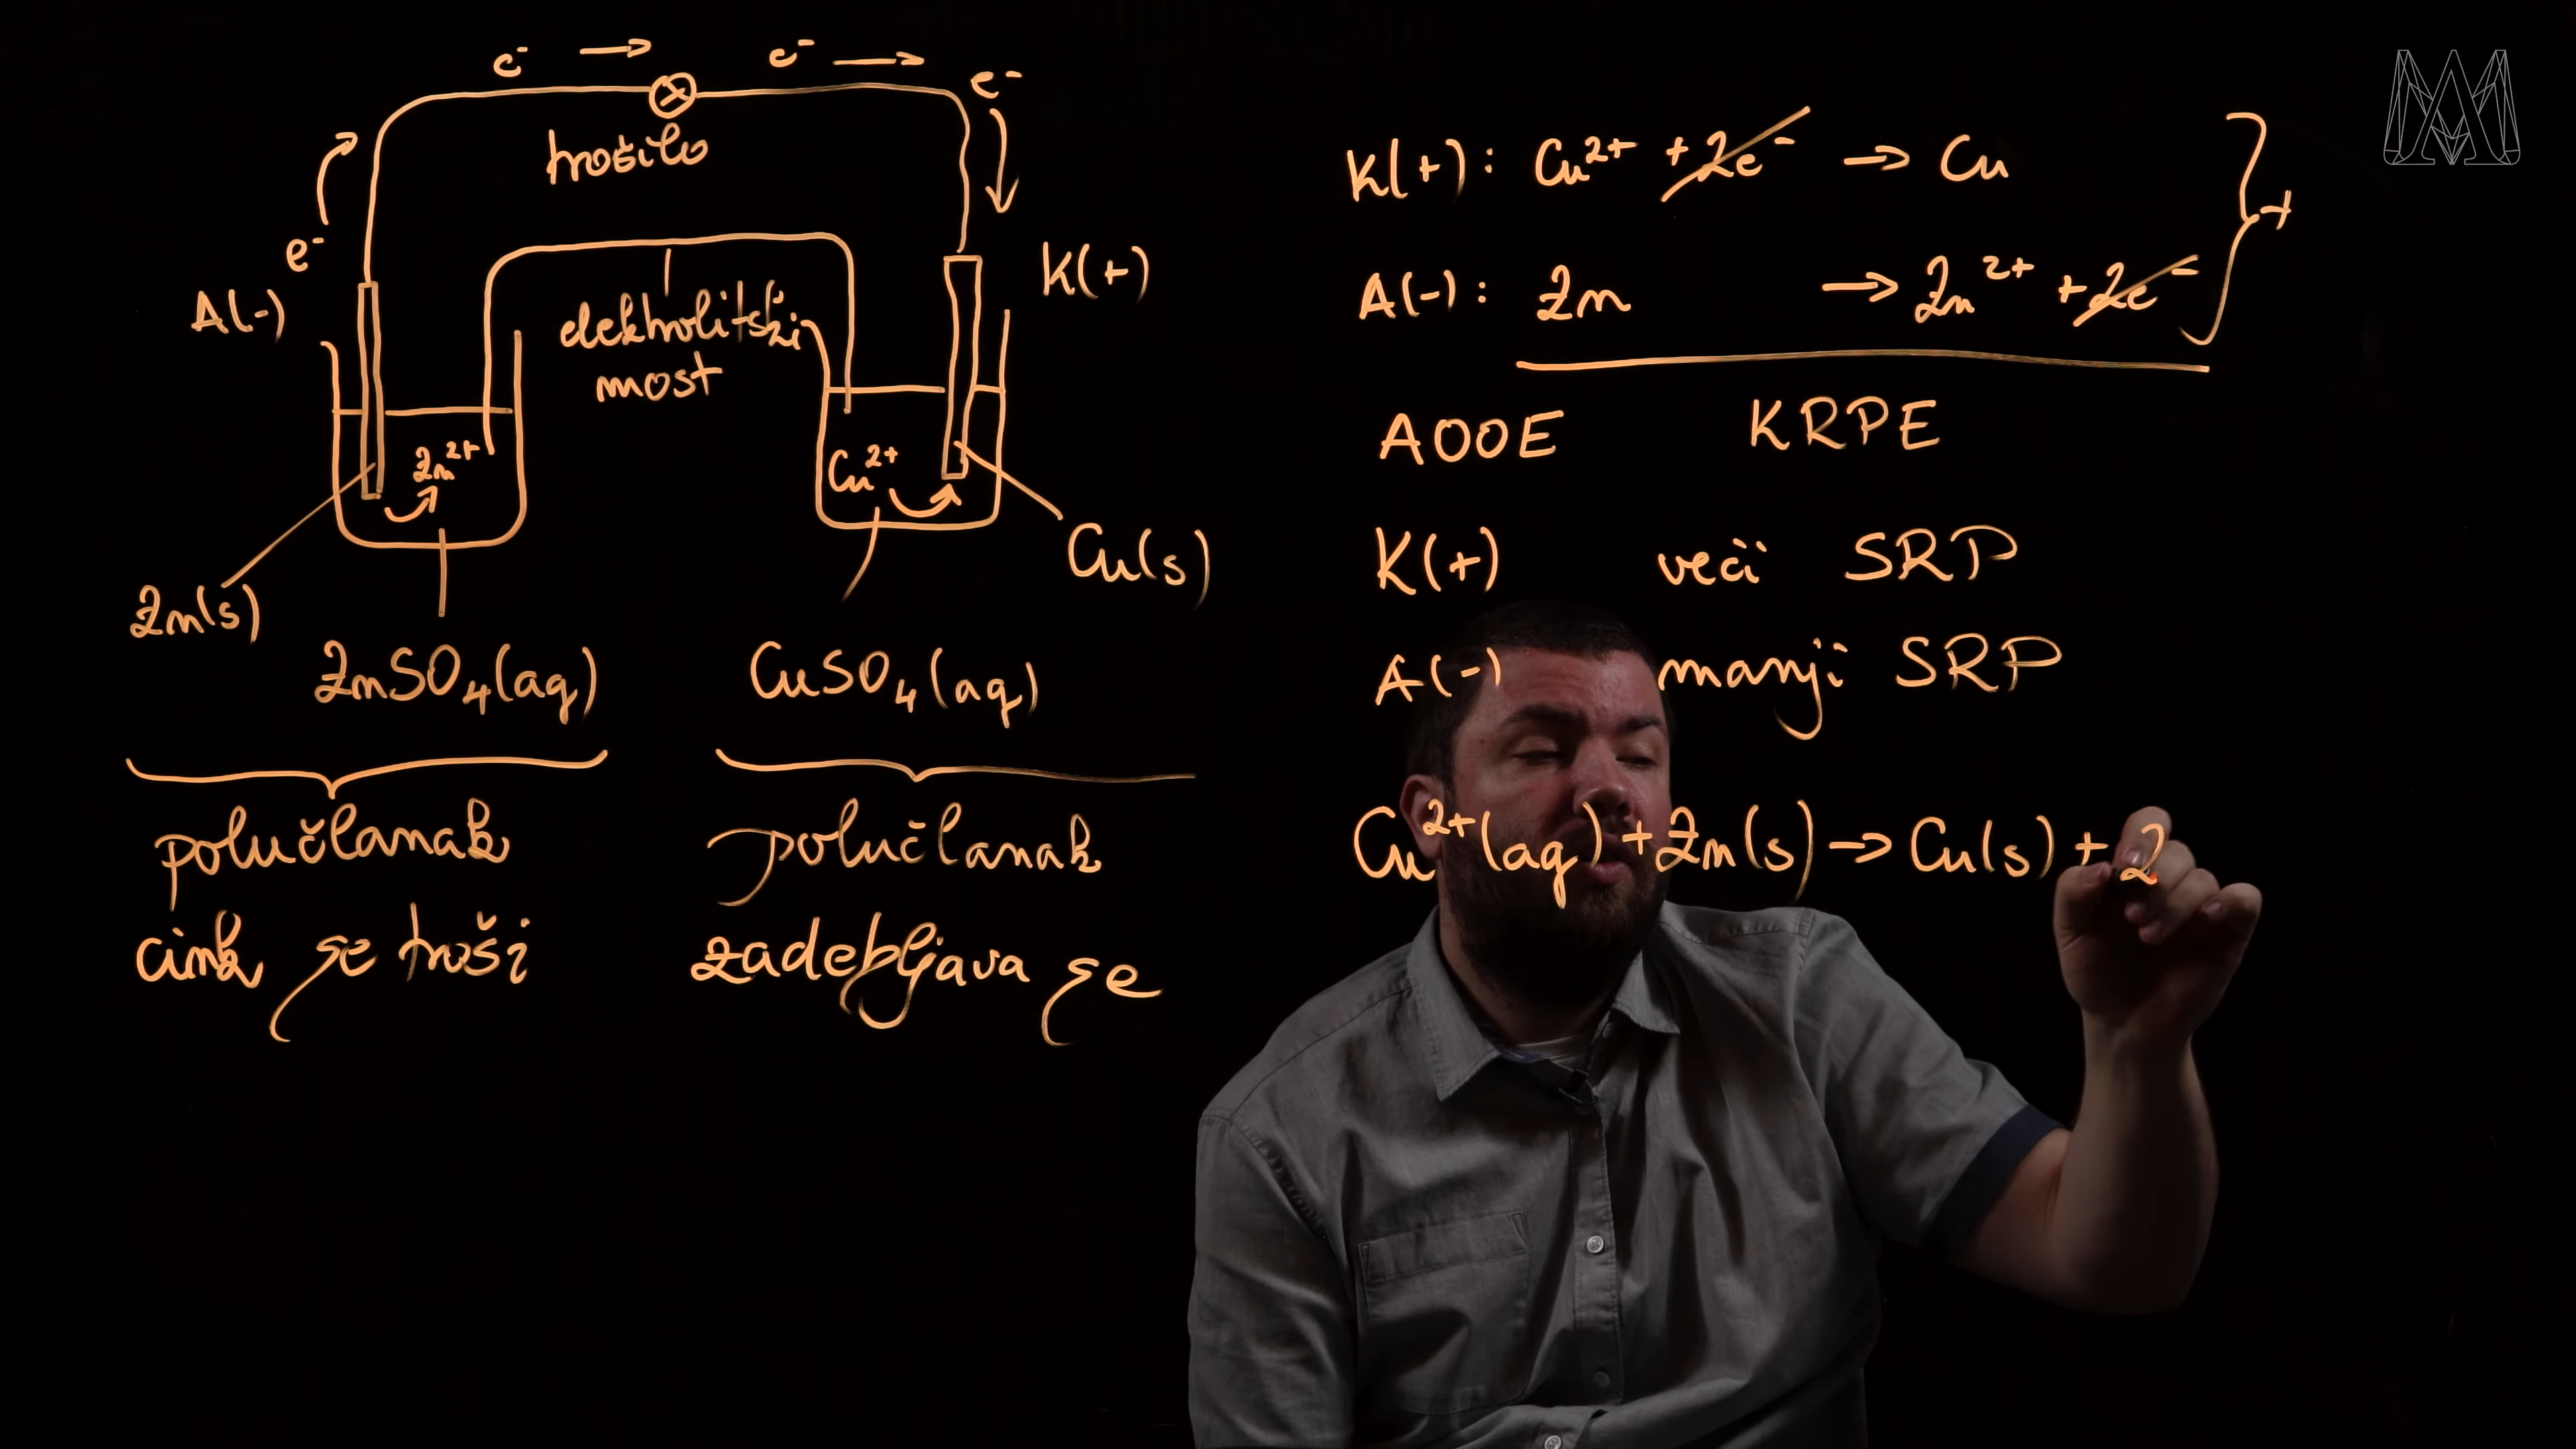 e⁻ → e⁻ →
e⁻
trošilo
e⁻
A(-)
K(+)
elektrolitski
most
Zn²⁺
Cu²⁺
Zn(s)
Cu(s)
ZnSO₄(aq)
CuSO₄(aq)
polučlanak
polučlanak
cink se troši
zadebljava se
K(+): Cu²⁺ + 2e⁻ → Cu
+
A(-): Zn → Zn²⁺ + 2e⁻
AOOE KRPE
K(+) veći SRP
A(-) manji SRP
Cu²⁺(aq) + Zn(s) → Cu(s) + Z